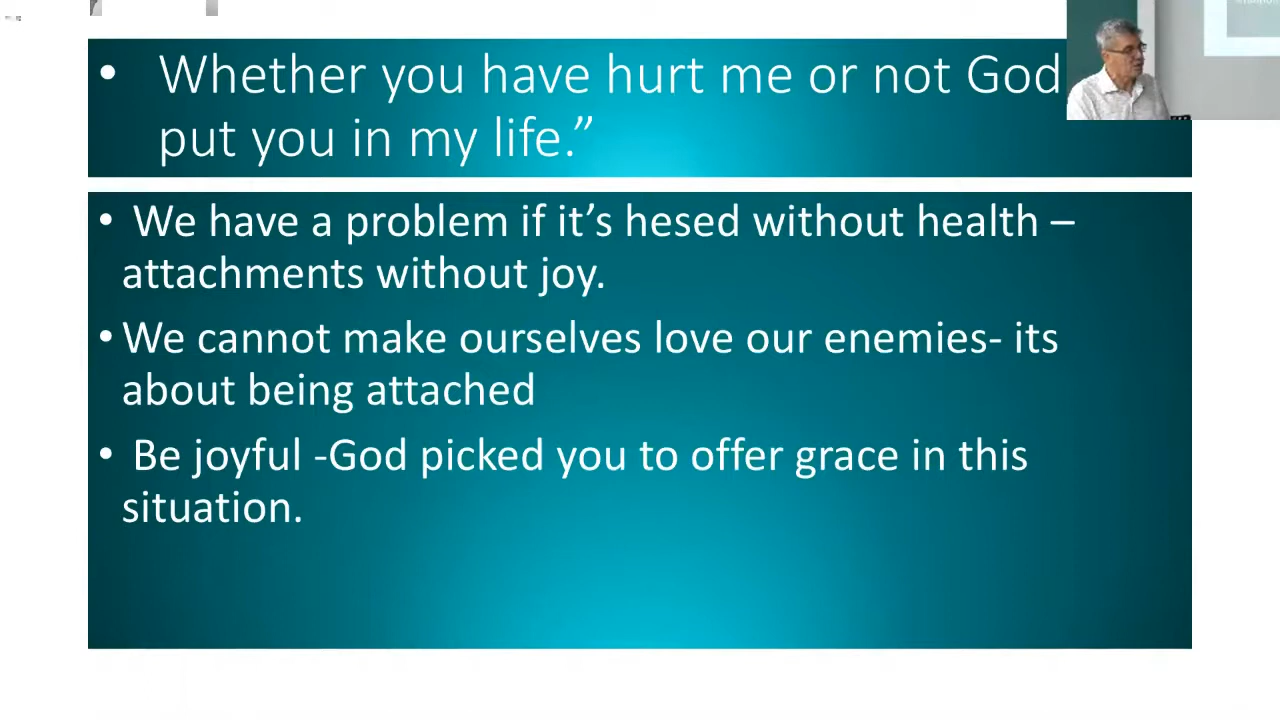 • Whether you have hurt me or not God
put you in my life.”
• We have a problem if it’s hesed without health –
attachments without joy.
• We cannot make ourselves love our enemies- its
about being attached
• Be joyful -God picked you to offer grace in this
situation.